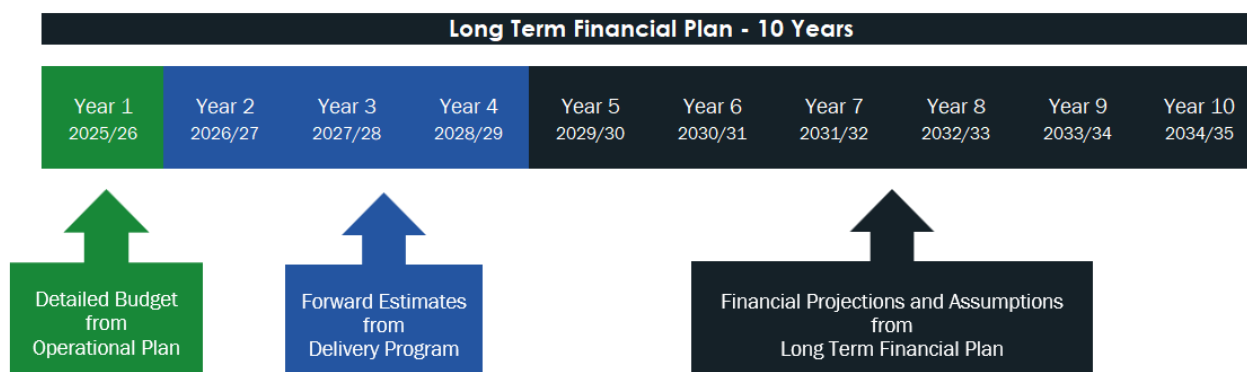 Long Term Financial Plan - 10 Years
Year 1 Year 2 Year 3 Year 4 Year 5 Year 6 Year 7 Year 8 Year 9 Year 10
2025/26 2026/27 2027/28 2028/29 2029/30 2030/31 2031/32 2032/33 2033/34 2034/35
Detailed Budget
from
Operational Plan
Forward Estimates
from
Delivery Program
Financial Projections and Assumptions
from
Long Term Financial Plan